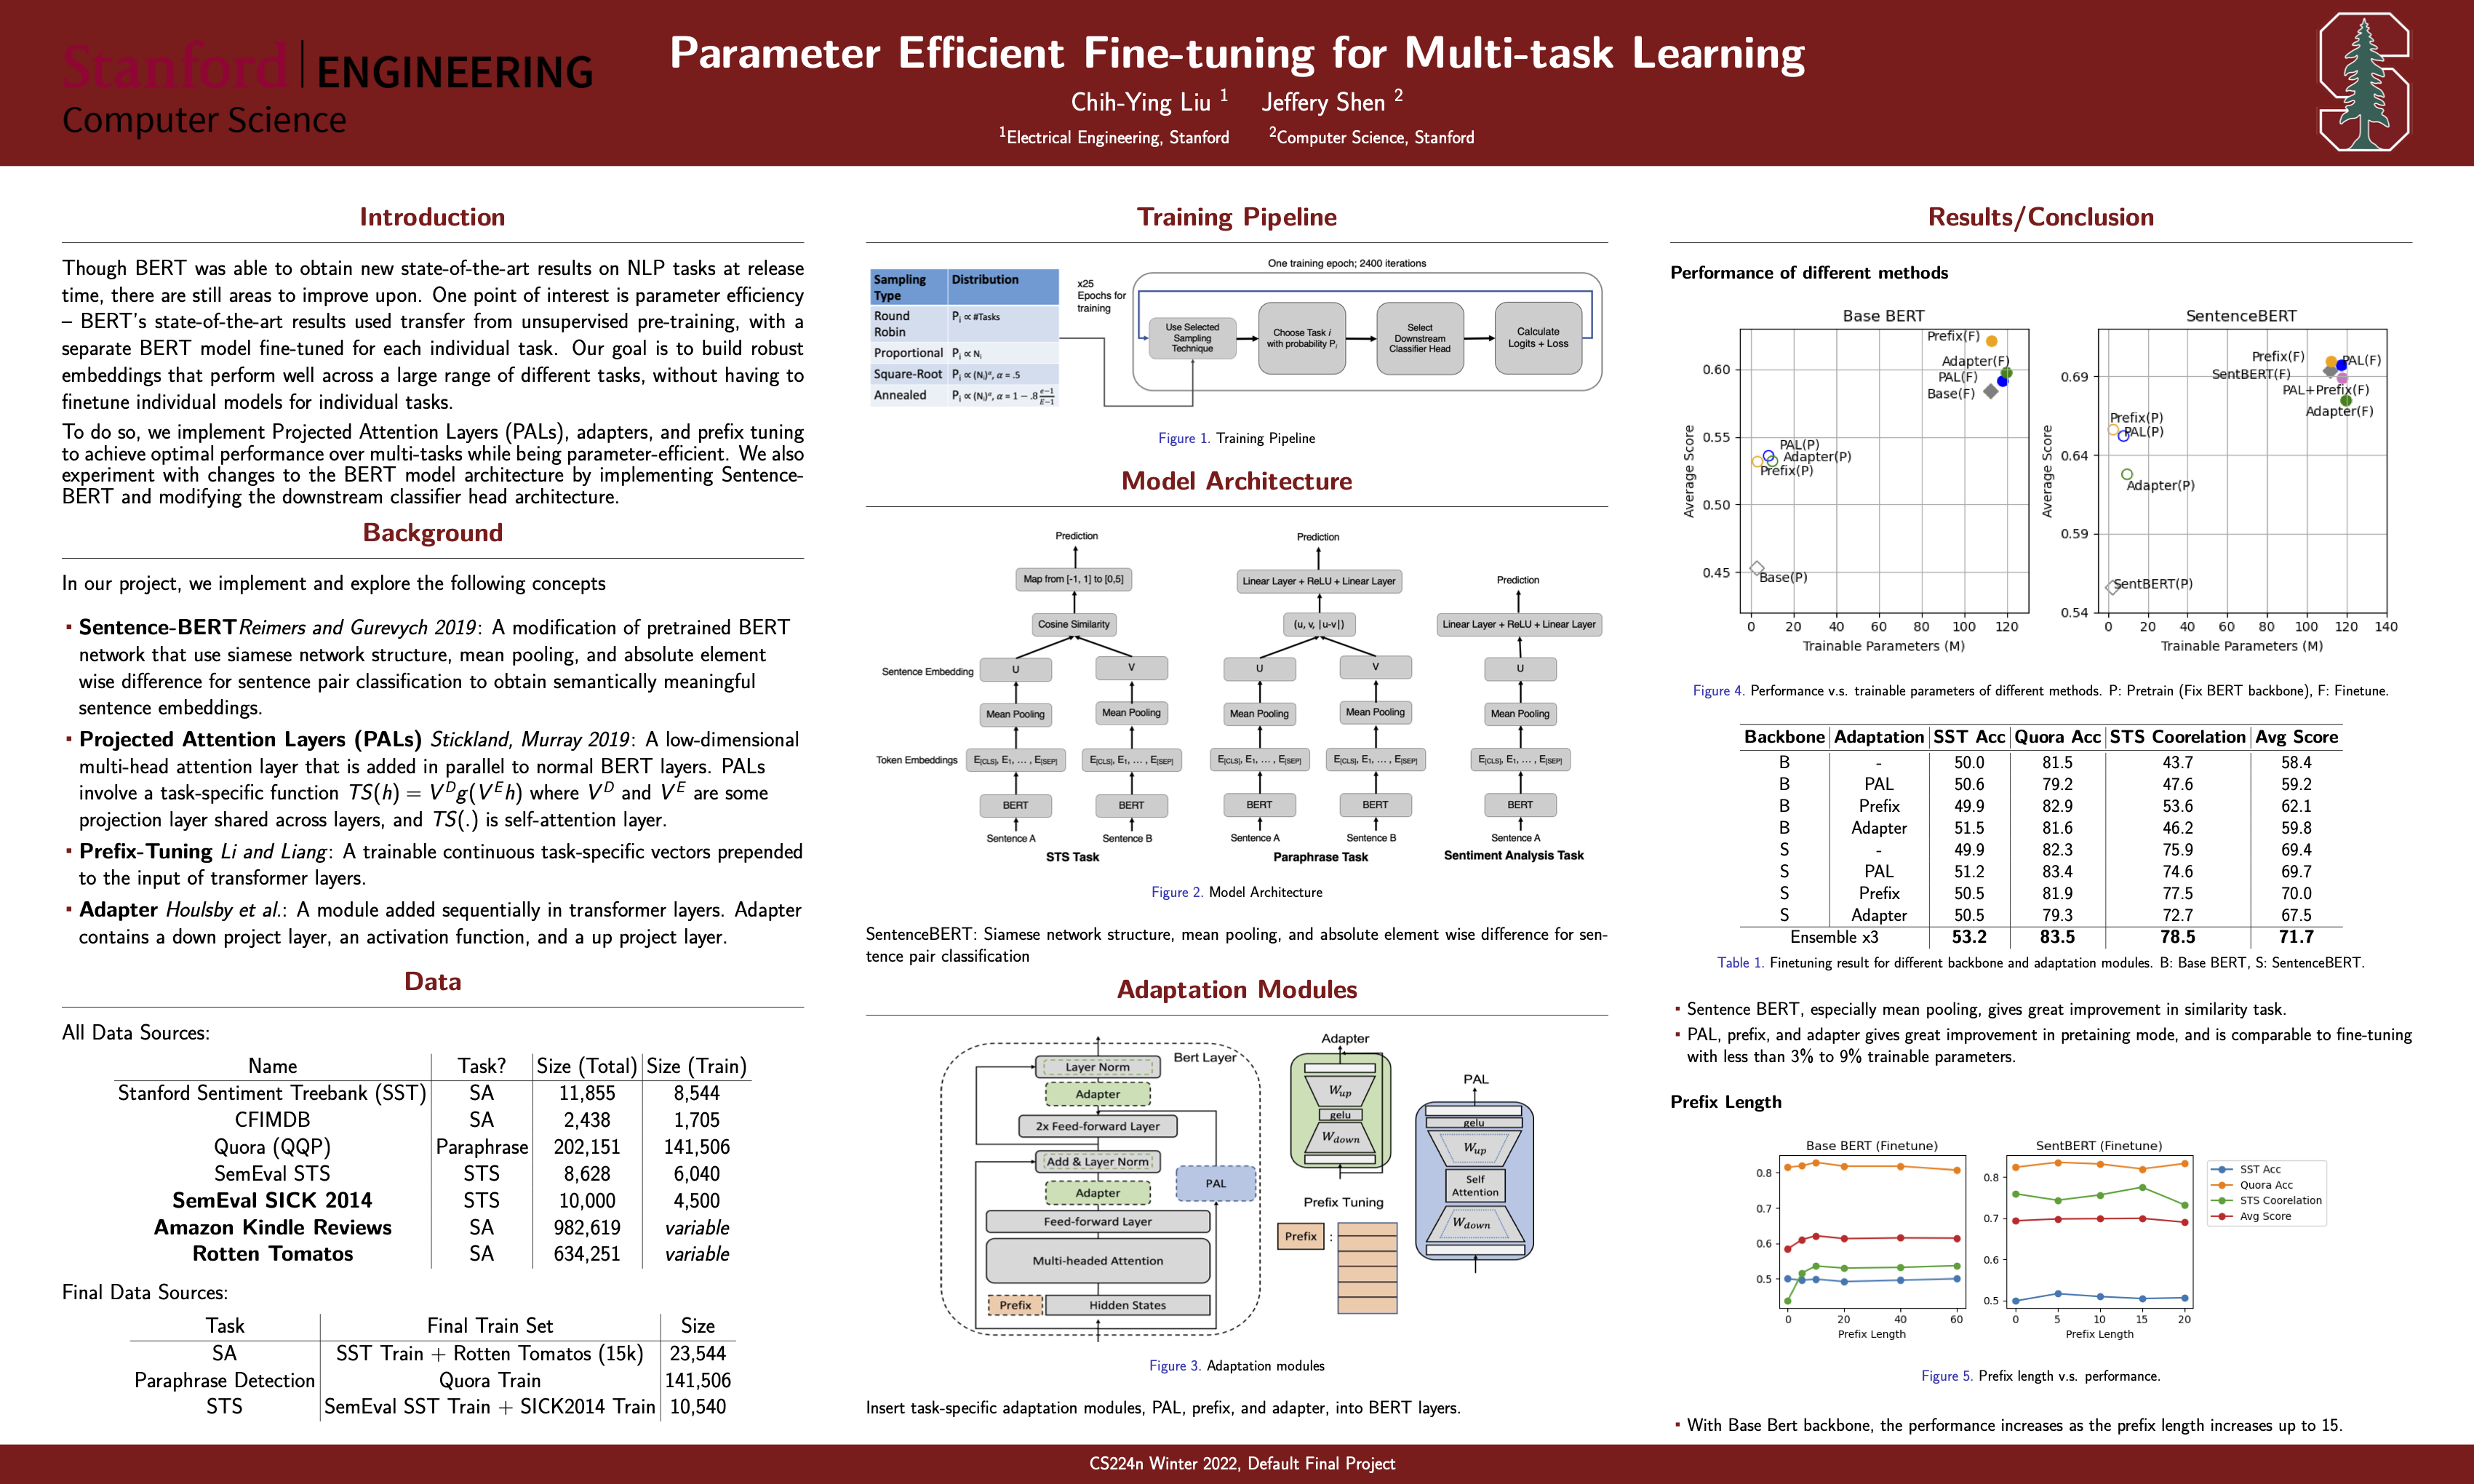 Stanford | ENGINEERING
Computer Science
Parameter Efficient Fine-tuning for Multi-task Learning
Chih-Ying Liu 1 Jeffery Shen 2
1Electrical Engineering, Stanford 2Computer Science, Stanford
Introduction
Though BERT was able to obtain new state-of-the-art results on NLP tasks at release
time, there are still areas to improve upon. One point of interest is parameter efficiency
– BERT's state-of-the-art results used transfer from unsupervised pre-training, with a
separate BERT model fine-tuned for each individual task. Our goal is to build robust
embeddings that perform well across a large range of different tasks, without having to
finetune individual models for individual tasks.
To do so, we implement Projected Attention Layers (PALs), adapters, and prefix tuning
to achieve optimal performance over multi-tasks while being parameter-efficient. We also
experiment with changes to the BERT model architecture by implementing Sentence-
BERT and modifying the downstream classifier head architecture.
Background
In our project, we implement and explore the following concepts
▪ Sentence-BERTReimers and Gurevych 2019: A modification of pretrained BERT
network that use siamese network structure, mean pooling, and absolute element
wise difference for sentence pair classification to obtain semantically meaningful
sentence embeddings.
▪ Projected Attention Layers (PALs) Stickland, Murray 2019: A low-dimensional
multi-head attention layer that is added in parallel to normal BERT layers. PALs
involve a task-specific function TS(h) = V^D g(V^E h) where V^D and V^E are some
projection layer shared across layers, and TS(.) is self-attention layer.
▪ Prefix-Tuning Li and Liang: A trainable continuous task-specific vectors prepended
to the input of transformer layers.
▪ Adapter Houlsby et al.: A module added sequentially in transformer layers. Adapter
contains a down project layer, an activation function, and a up project layer.
Data
All Data Sources:
Name Task? Size (Total) Size (Train)
Stanford Sentiment Treebank (SST) SA 11,855 8,544
CFIMDB SA 2,438 1,705
Quora (QQP) Paraphrase 202,151 141,506
SemEval STS STS 8,628 6,040
SemEval SICK 2014 STS 10,000 4,500
Amazon Kindle Reviews SA 982,619 variable
Rotten Tomatos SA 634,251 variable
Final Data Sources:
Task Final Train Set Size
SA SST Train + Rotten Tomatos (15k) 23,544
Paraphrase Detection Quora Train 141,506
STS SemEval SST Train + SICK2014 Train 10,540
Training Pipeline
Sampling Type Distribution
Round Robin P_i ∝ #Tasks
Proportional P_i ∝ N_i
Square-Root P_i ∝ (N_i)^α, α = .5
Annealed P_i ∝ (N_i)^α, α = 1 − .8 (e−1)/(E−1)
x25
Epochs for
training
One training epoch; 2400 iterations
Use Selected
Sampling
Technique
Choose Task i
with probability P_i
Select
Downstream
Classifier Head
Calculate
Logits + Loss
Figure 1. Training Pipeline
Model Architecture
Prediction Prediction
Map from [-1, 1] to [0,5] Linear Layer + ReLU + Linear Layer Prediction
Cosine Similarity (u, v, |u-v|) Linear Layer + ReLU + Linear Layer
Sentence Embedding U V U V U
Mean Pooling Mean Pooling Mean Pooling Mean Pooling Mean Pooling
Token Embeddings E[CLS], E1, ... , E[SEP] E[CLS], E1, ... , E[SEP] E[CLS], E1, ... , E[SEP] E[CLS], E1, ... , E[SEP] E[CLS], E1, ... , E[SEP]
BERT BERT BERT BERT BERT
Sentence A Sentence B Sentence A Sentence B Sentence A
STS Task Paraphrase Task Sentiment Analysis Task
Figure 2. Model Architecture
SentenceBERT: Siamese network structure, mean pooling, and absolute element wise difference for sen-
tence pair classification
Adaptation Modules
Bert Layer
Layer Norm
Adapter
2x Feed-forward Layer
Add & Layer Norm
Adapter
PAL
Feed-forward Layer
Multi-headed Attention
Prefix Hidden States
Adapter
W_up
gelu
W_down
Prefix Tuning
Prefix :
PAL
gelu
W_up
Self
Attention
W_down
Figure 3. Adaptation modules
Insert task-specific adaptation modules, PAL, prefix, and adapter, into BERT layers.
Results/Conclusion
Performance of different methods
Base BERT
Average Score
0.60
0.55
0.50
0.45
Prefix(F)
Adapter(F)
PAL(F)
Base(F)
PAL(P)
Adapter(P)
Prefix(P)
Base(P)
0 20 40 60 80 100 120
Trainable Parameters (M)
SentenceBERT
Average Score
0.69
0.64
0.59
0.54
Prefix(F)
PAL(F)
SentBERT(F)
PAL+Prefix(F)
Adapter(F)
Prefix(P)
PAL(P)
Adapter(P)
SentBERT(P)
0 20 40 60 80 100 120 140
Trainable Parameters (M)
Figure 4. Performance v.s. trainable parameters of different methods. P: Pretrain (Fix BERT backbone), F: Finetune.
Backbone Adaptation SST Acc Quora Acc STS Coorelation Avg Score
B - 50.0 81.5 43.7 58.4
B PAL 50.6 79.2 47.6 59.2
B Prefix 49.9 82.9 53.6 62.1
B Adapter 51.5 81.6 46.2 59.8
S - 49.9 82.3 75.9 69.4
S PAL 51.2 83.4 74.6 69.7
S Prefix 50.5 81.9 77.5 70.0
S Adapter 50.5 79.3 72.7 67.5
Ensemble x3 53.2 83.5 78.5 71.7
Table 1. Finetuning result for different backbone and adaptation modules. B: Base BERT, S: SentenceBERT.
▪ Sentence BERT, especially mean pooling, gives great improvement in similarity task.
▪ PAL, prefix, and adapter gives great improvement in pretaining mode, and is comparable to fine-tuning
with less than 3% to 9% trainable parameters.
Prefix Length
Base BERT (Finetune)
0.8
0.7
0.6
0.5
0 20 40 60
Prefix Length
SentBERT (Finetune)
0.8
0.7
0.6
0.5
0 5 10 15 20
Prefix Length
SST Acc
Quora Acc
STS Coorelation
Avg Score
Figure 5. Prefix length v.s. performance.
▪ With Base Bert backbone, the performance increases as the prefix length increases up to 15.
CS224n Winter 2022, Default Final Project